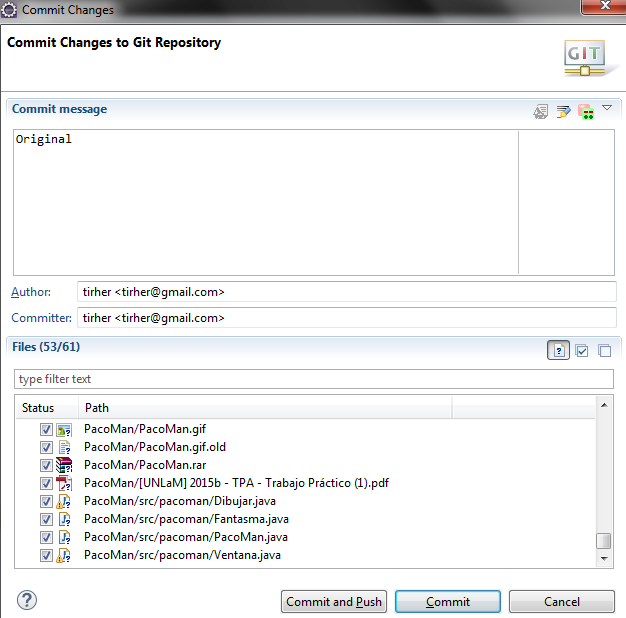 Commit Changes
Commit Changes to Git Repository
GIT
Commit message
Original
Author: tirher <tirher@gmail.com>
Committer: tirher <tirher@gmail.com>
Files (53/61)
type filter text
Status Path
PacoMan/PacoMan.gif
PacoMan/PacoMan.gif.old
PacoMan/PacoMan.rar
PacoMan/[UNLaM] 2015b - TPA - Trabajo Práctico (1).pdf
PacoMan/src/pacoman/Dibujar.java
PacoMan/src/pacoman/Fantasma.java
PacoMan/src/pacoman/PacoMan.java
PacoMan/src/pacoman/Ventana.java
? Commit and Push Commit Cancel